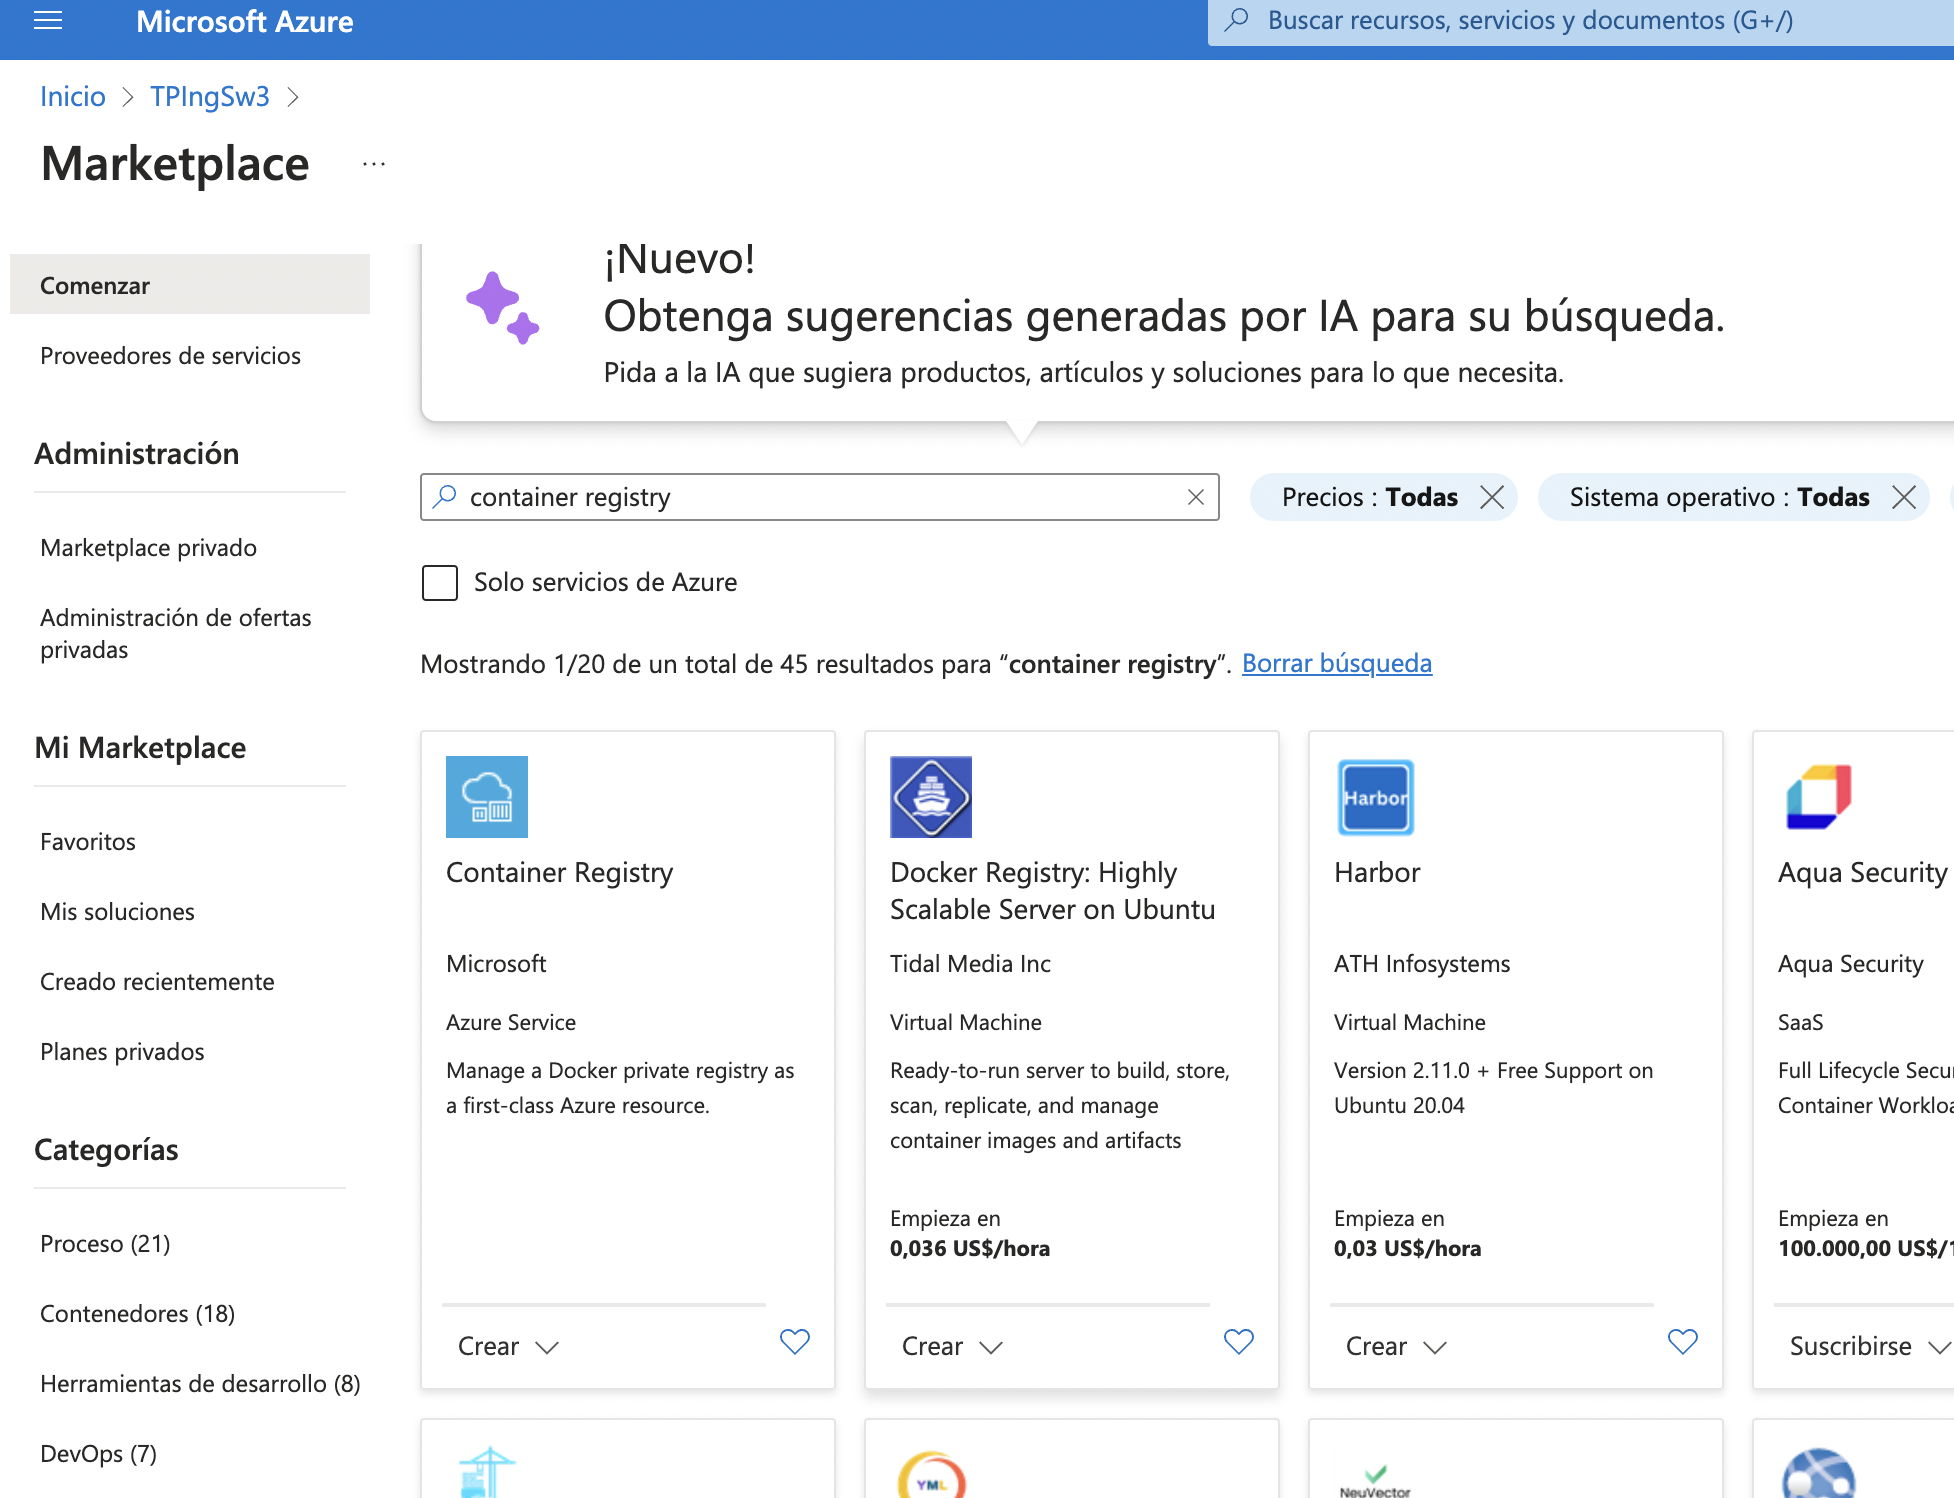 Microsoft Azure
Buscar recursos, servicios y documentos (G+/)
Inicio > TPIngSw3 >
Marketplace ...
Comenzar
Proveedores de servicios
Administración
Marketplace privado
Administración de ofertas
privadas
Mi Marketplace
Favoritos
Mis soluciones
Creado recientemente
Planes privados
Categorías
Proceso (21)
Contenedores (18)
Herramientas de desarrollo (8)
DevOps (7)
¡Nuevo!
Obtenga sugerencias generadas por IA para su búsqueda.
Pida a la IA que sugiera productos, artículos y soluciones para lo que necesita.
container registry
Precios : Todas
Sistema operativo : Todas
Solo servicios de Azure
Mostrando 1/20 de un total de 45 resultados para “container registry”. Borrar búsqueda
Container Registry
Microsoft
Azure Service
Manage a Docker private registry as
a first-class Azure resource.
Crear
Docker Registry: Highly
Scalable Server on Ubuntu
Tidal Media Inc
Virtual Machine
Ready-to-run server to build, store,
scan, replicate, and manage
container images and artifacts
Empieza en
0,036 US$/hora
Crear
Harbor
Harbor
ATH Infosystems
Virtual Machine
Version 2.11.0 + Free Support on
Ubuntu 20.04
Empieza en
0,03 US$/hora
Crear
Aqua Security
Aqua Security
SaaS
Full Lifecycle
Container
Empieza en
100.000,00 US$/1
Suscribirse
YML
NeuVector